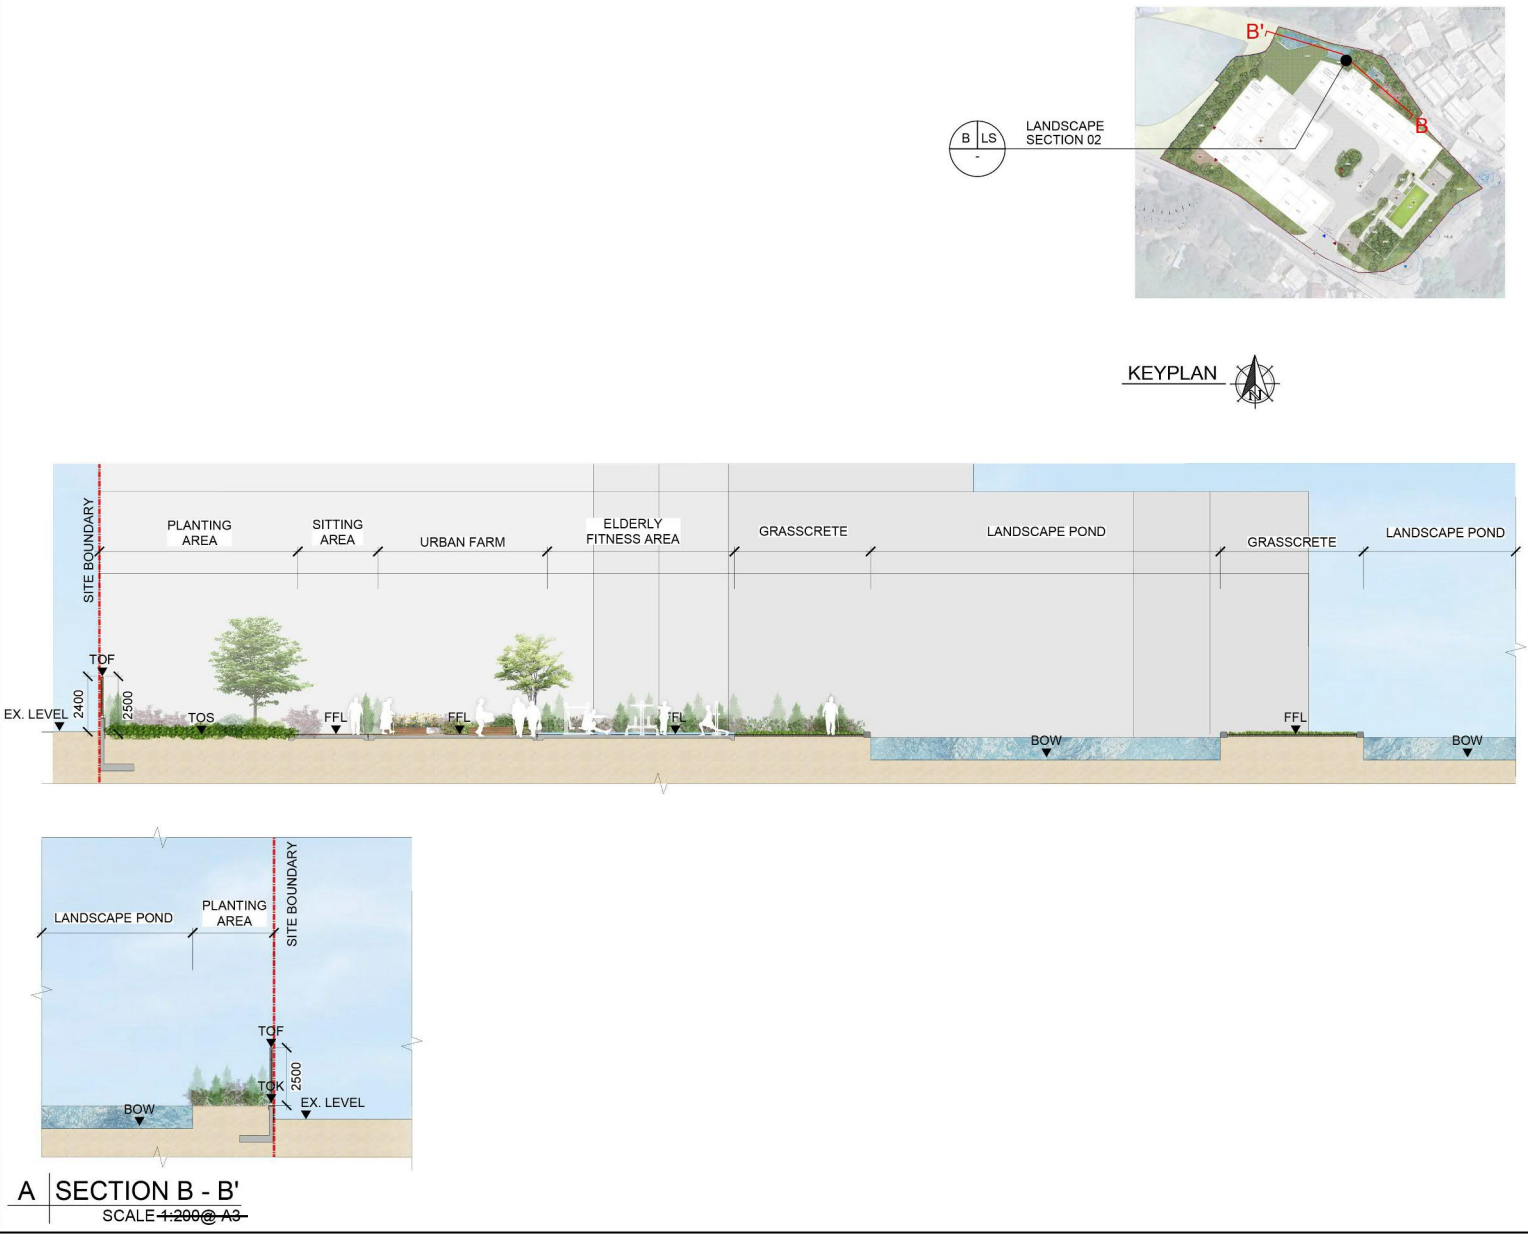 B'
B
B LS
-
LANDSCAPE
SECTION 02
KEYPLAN
N
SITE BOUNDARY
PLANTING
AREA
SITTING
AREA
URBAN FARM
ELDERLY
FITNESS AREA
GRASSCRETE
LANDSCAPE POND
GRASSCRETE
LANDSCAPE POND
TOF
2400
2500
EX. LEVEL
TOS
FFL
FFL
FL
BOW
FFL
BOW
LANDSCAPE POND
PLANTING
AREA
SITE BOUNDARY
TOF
2500
TOK
EX. LEVEL
BOW
A SECTION B - B'
SCALE 1:200@ A3